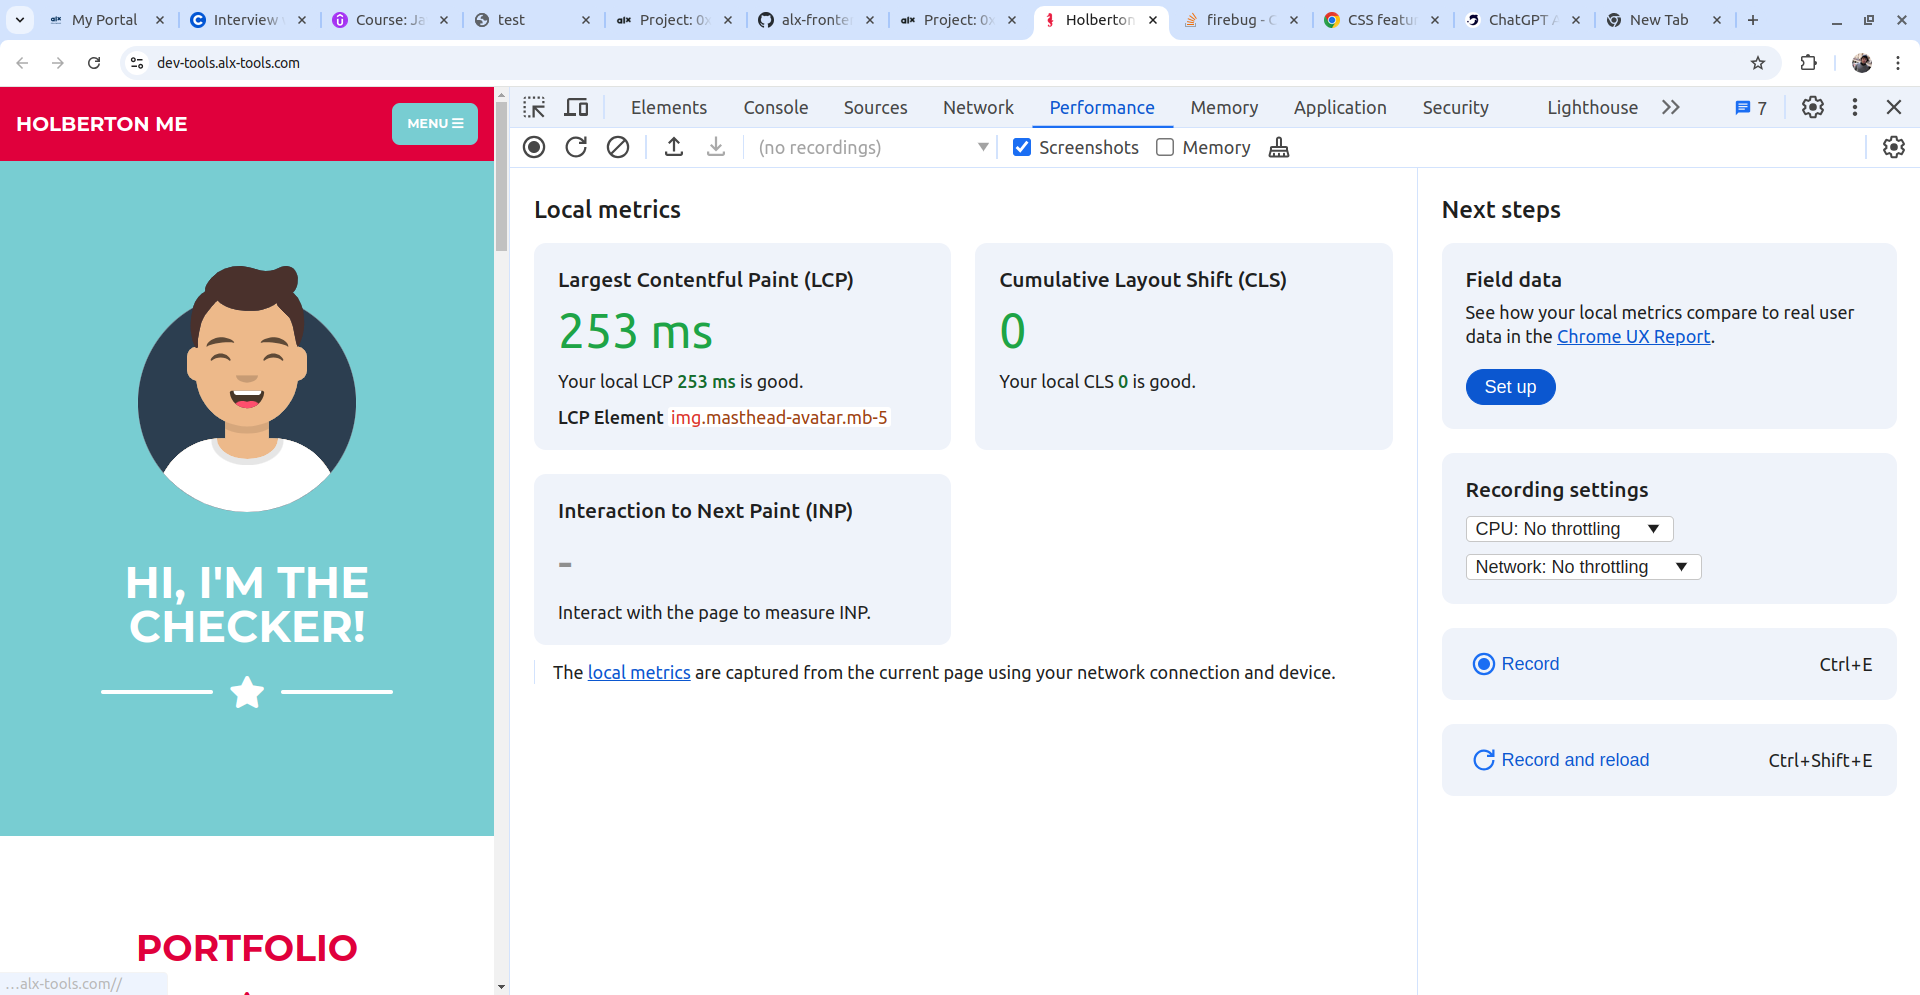 My Portal
Interview
Course: Ja
test
Project: 0x
alx-fronte
Project: 0x
Holberton
firebug - C
CSS featu
ChatGPT A
New Tab
dev-tools.alx-tools.com
HOLBERTON ME
MENU
HI, I'M THE
CHECKER!
PORTFOLIO
...alx-tools.com//
Elements Console Sources Network Performance Memory Application Security Lighthouse 7
(no recordings) Screenshots Memory
Local metrics
Largest Contentful Paint (LCP)
253 ms
Your local LCP 253 ms is good.
LCP Element img.masthead-avatar.mb-5
Cumulative Layout Shift (CLS)
0
Your local CLS 0 is good.
Interaction to Next Paint (INP)
-
Interact with the page to measure INP.
The local metrics are captured from the current page using your network connection and device.
Next steps
Field data
See how your local metrics compare to real user
data in the Chrome UX Report.
Set up
Recording settings
CPU: No throttling
Network: No throttling
Record Ctrl+E
Record and reload Ctrl+Shift+E